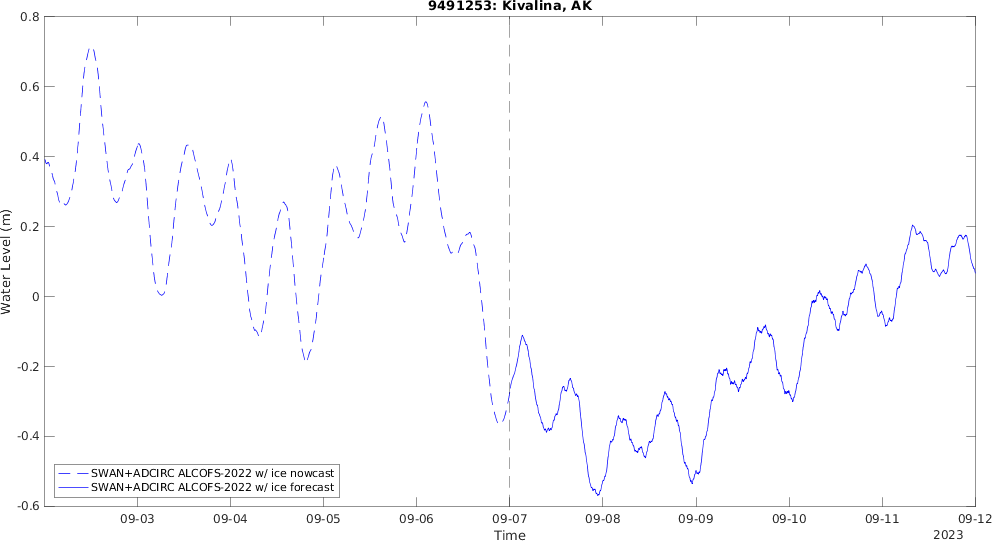 9491253: Kivalina, AK
0.8
0.6
0.4
0.2
0
-0.2
-0.4
-0.6
Water Level (m)
SWAN+ADCIRC ALCOFS-2022 w/ ice nowcast
SWAN+ADCIRC ALCOFS-2022 w/ ice forecast
09-03 09-04 09-05 09-06 09-07 09-08 09-09 09-10 09-11 09-12
Time
2023